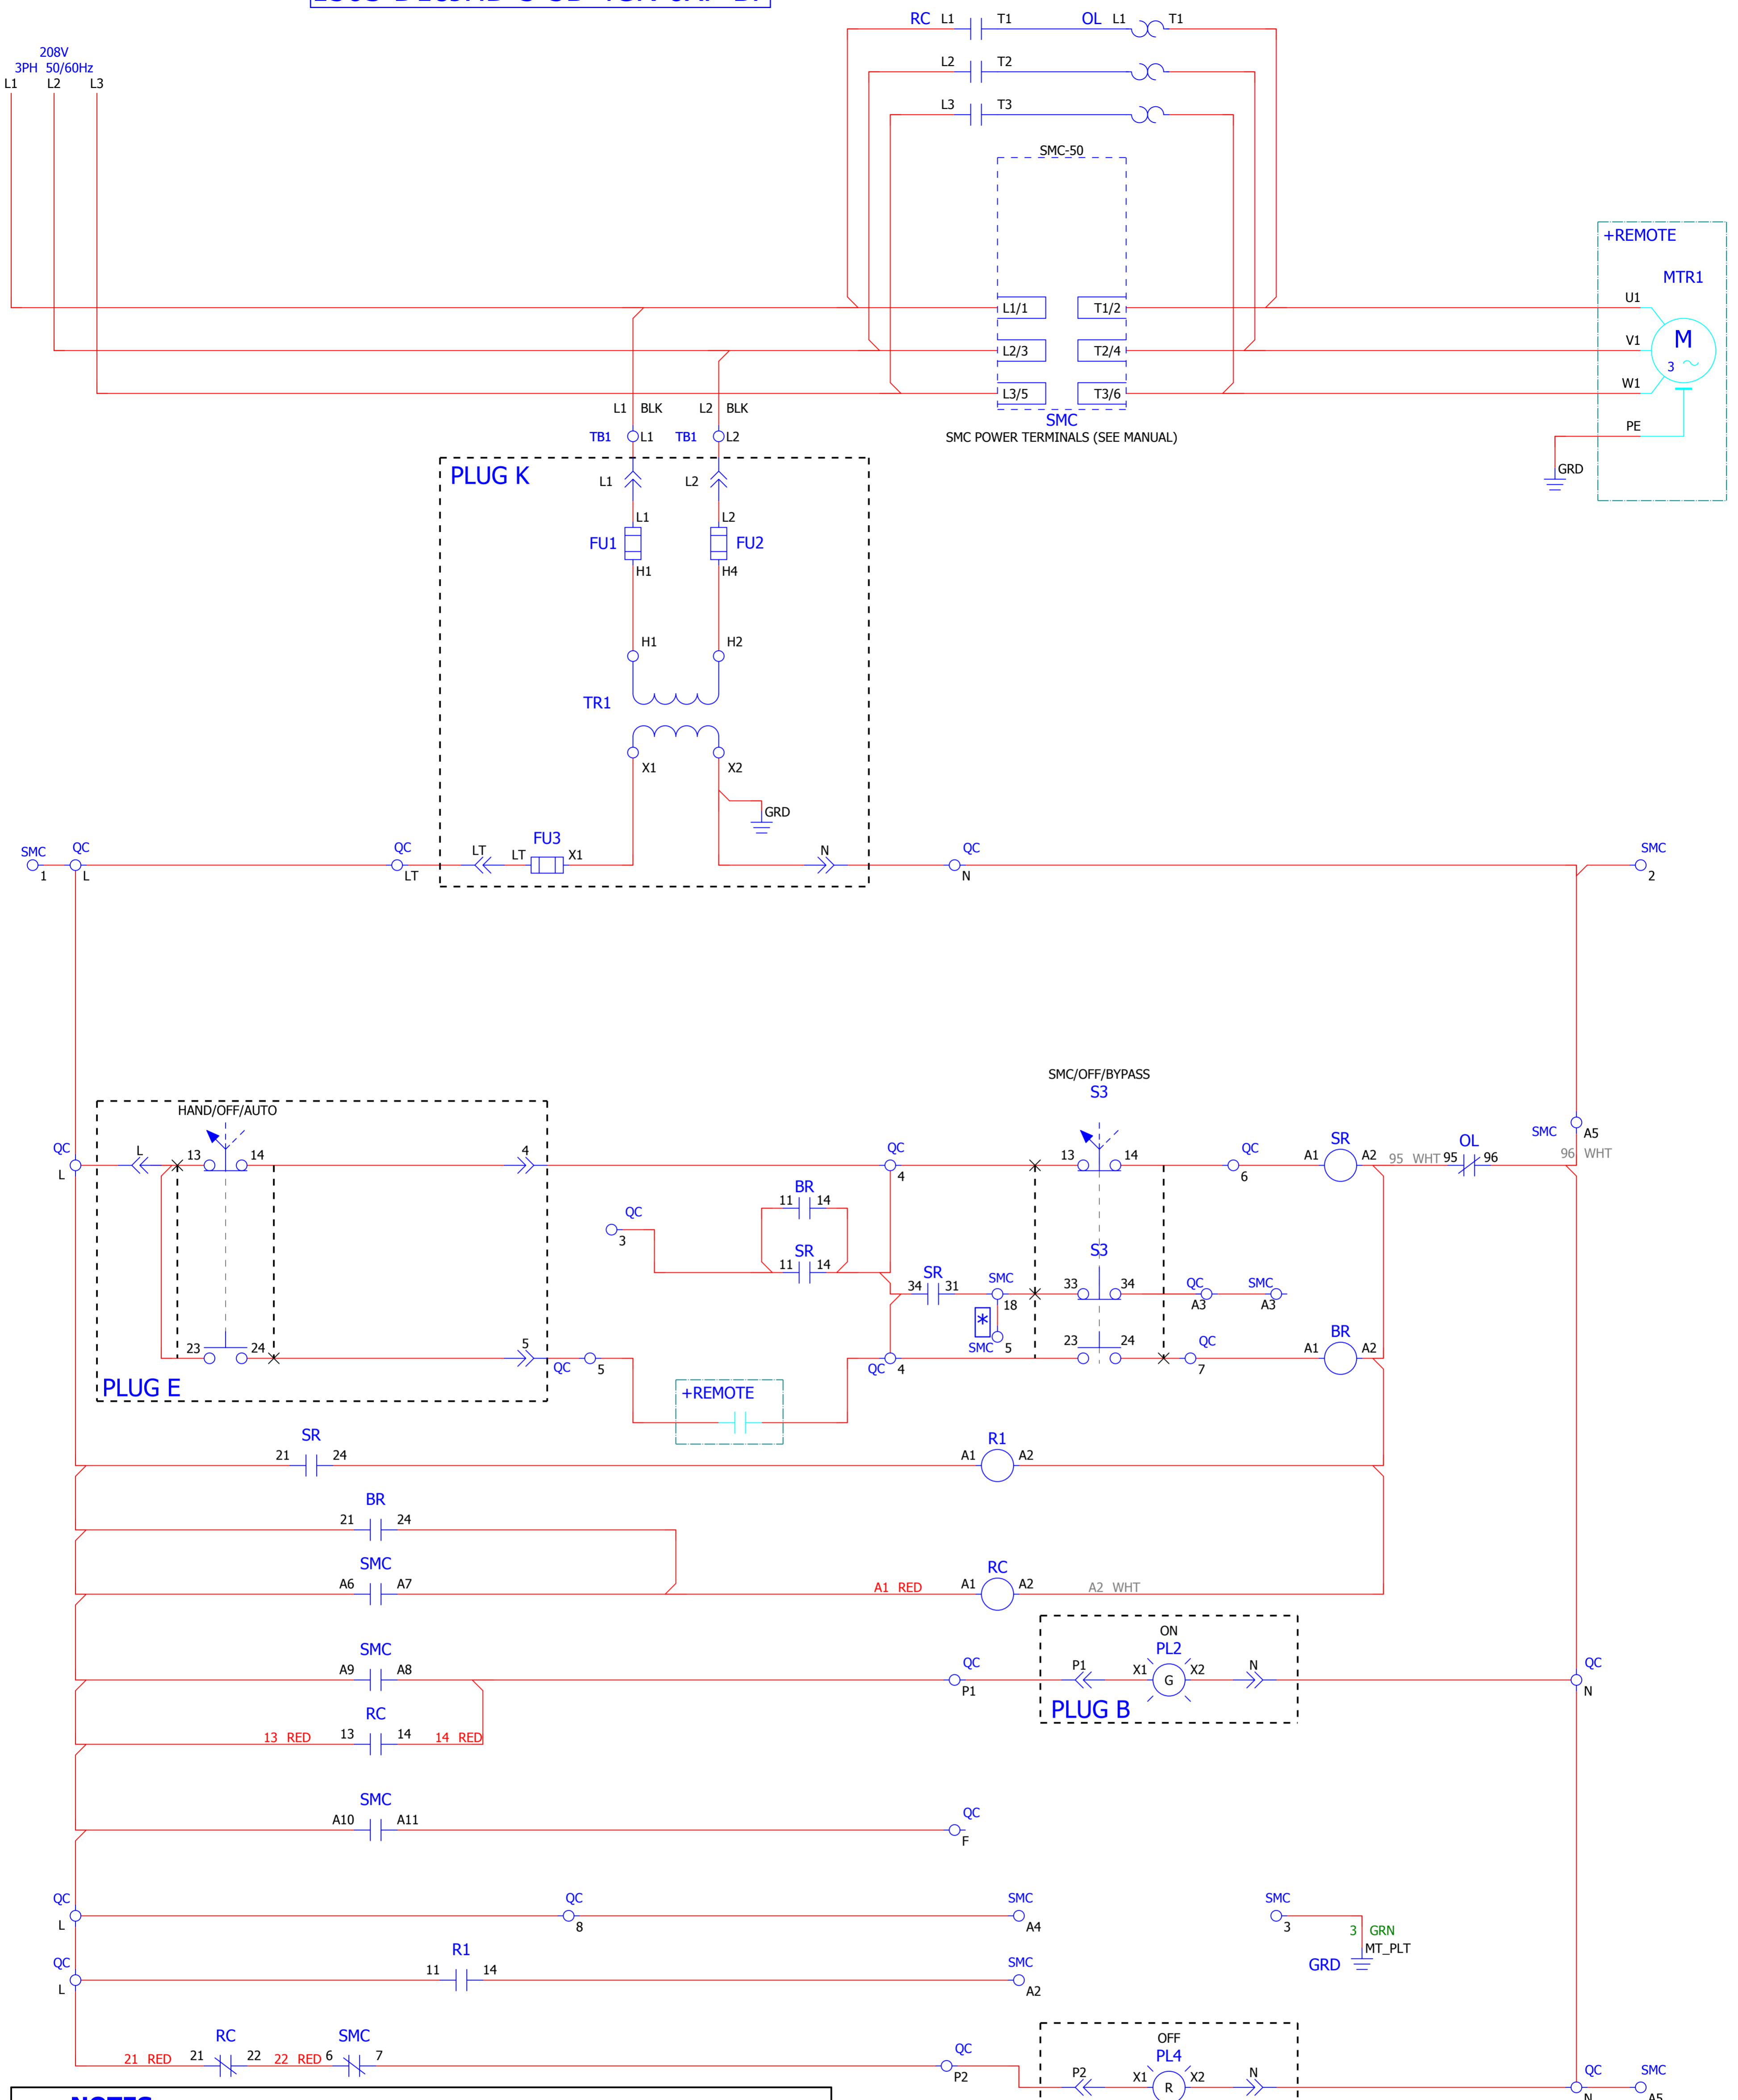 RC L1 T1 OL L1 T1
208V
3PH 50/60Hz
L1 L2 L3
L2 T2
L3 T3
SMC-50
+REMOTE
MTR1
U1
L1/1 T1/2
M
3
V1
L2/3 T2/4
W1
L3/5 T3/6
L1 BLK L2 BLK
SMC
SMC POWER TERMINALS (SEE MANUAL)
PE
TB1 L1 TB1 L2
GRD
PLUG K
L1 L2
L1 L2
FU1 FU2
H1 H4
H1 H2
TR1
X1 X2
GRD
FU3
SMC QC QC LT LT X1 N QC SMC
1 L LT N 2
SMC/OFF/BYPASS
S3
HAND/OFF/AUTO
SMC A5
QC L 13 14 4 QC 13 14 QC SR OL
A1 A2 95 WHT 95 96 96 WHT
L 4 6
BR
11 14
QC
3
SR
11 14
S3
SR
34 31 SMC 33 34 QC SMC
18 A3 A3
*
SMC 5
23 24 5 23 24 QC BR
A1 A2
QC 5 QC 4 7
PLUG E
+REMOTE
SR R1
21 24 A1 A2
BR
21 24
SMC RC
A6 A7 A1 RED A1 A2 A2 WHT
ON
SMC QC PL2 QC
A9 A8 P1 X1 G X2 N
P1 N
PLUG B
RC
13 RED 13 14 14 RED
SMC
A10 A11 QC
F
QC QC SMC SMC
L 8 A4 3
3 GRN
MT_PLT
GRD
QC R1 SMC
11 14
L A2
OFF
RC SMC QC PL4 QC SMC
21 RED 21 22 22 RED 6 7
P2 P2 X1 R X2 N